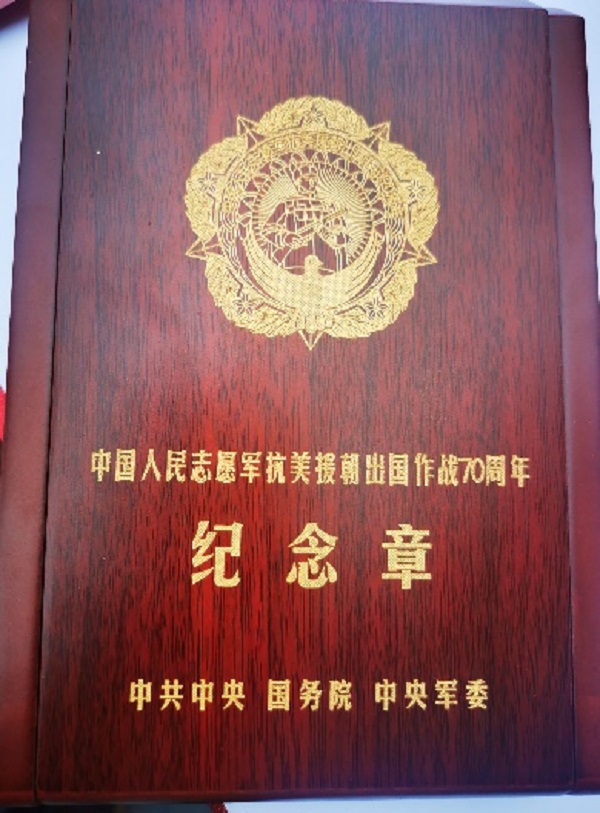 中国人民志愿军抗美援朝出国作战70周年
纪念章
中共中央 国务院 中央军委